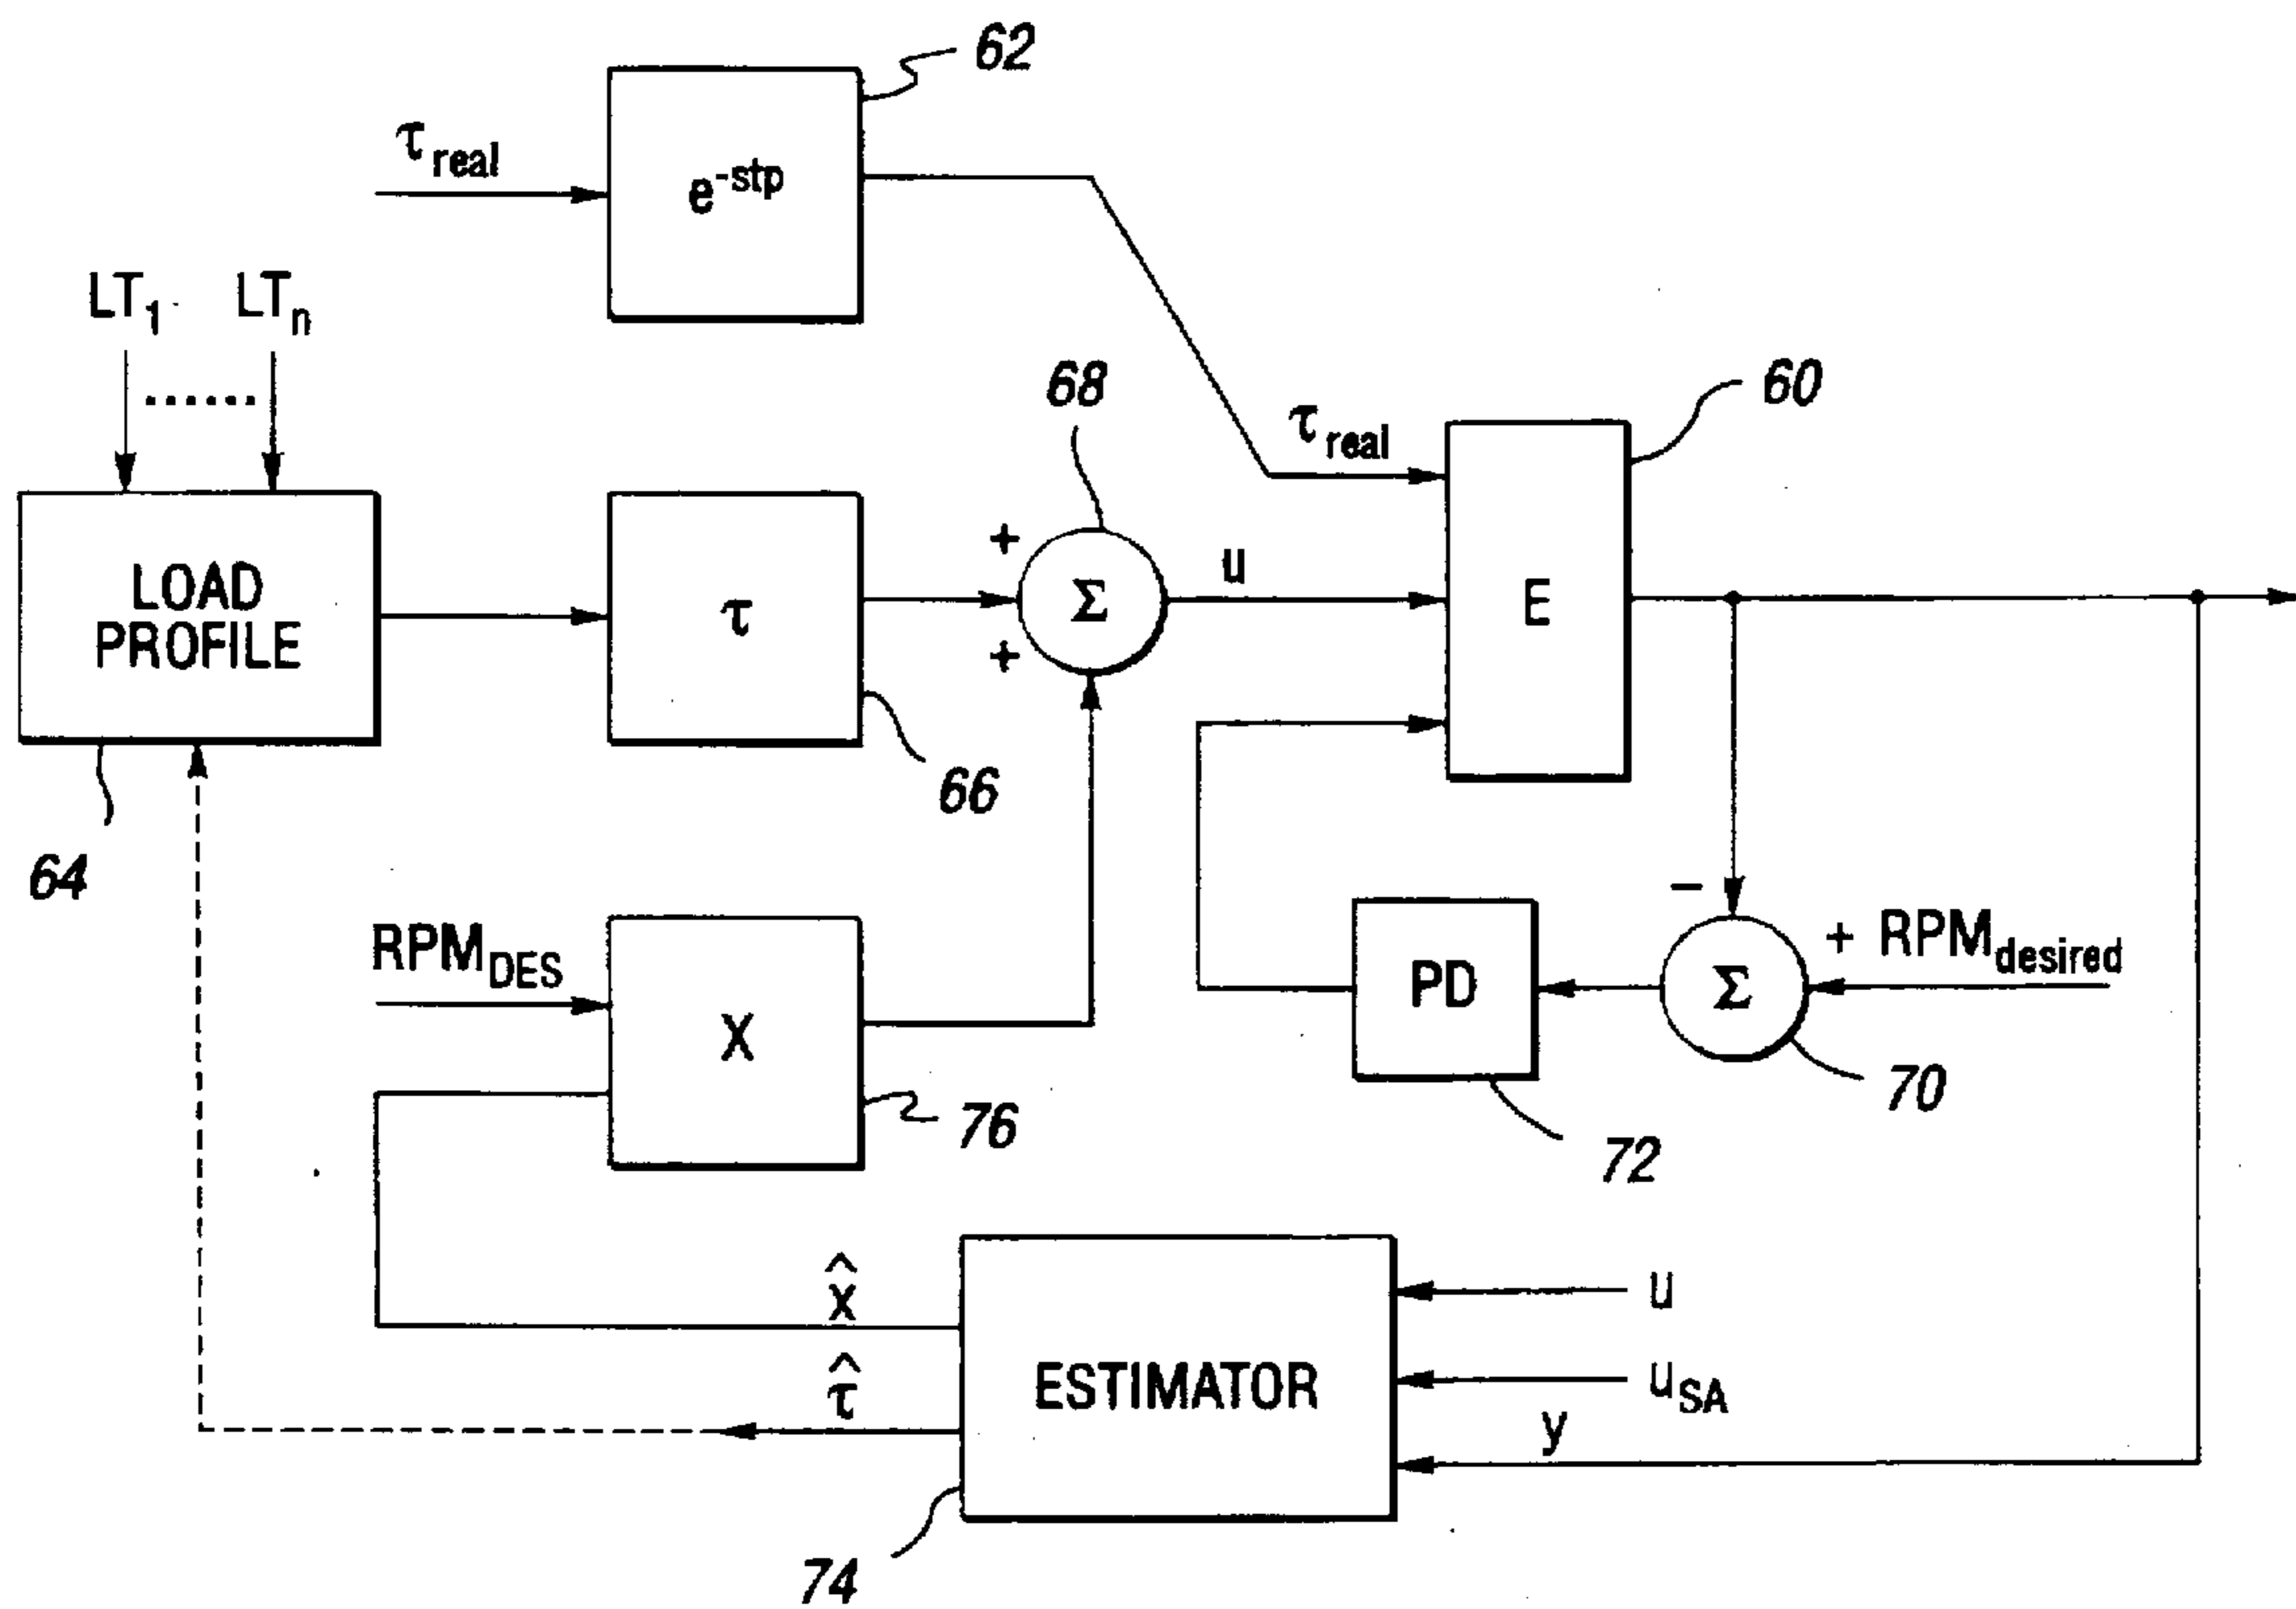 62
τreal
e-stp
LT1 LTn
......
68
60
τreal
+
u
LOAD
PROFILE
τ
Σ
E
+
66
64
−
RPMDES
+ RPMdesired
PD
Σ
X
70
76
72
x̂
u
ESTIMATOR
uSA
τ̂
y
74